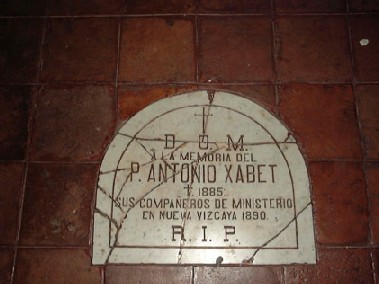 D. O. M.
A LA MEMORIA DEL
P. ANTONIO XABET
† 1885
SUS COMPAÑEROS DE MINISTERIO
EN NUEVA VIZCAYA 1890.
R. I. P.